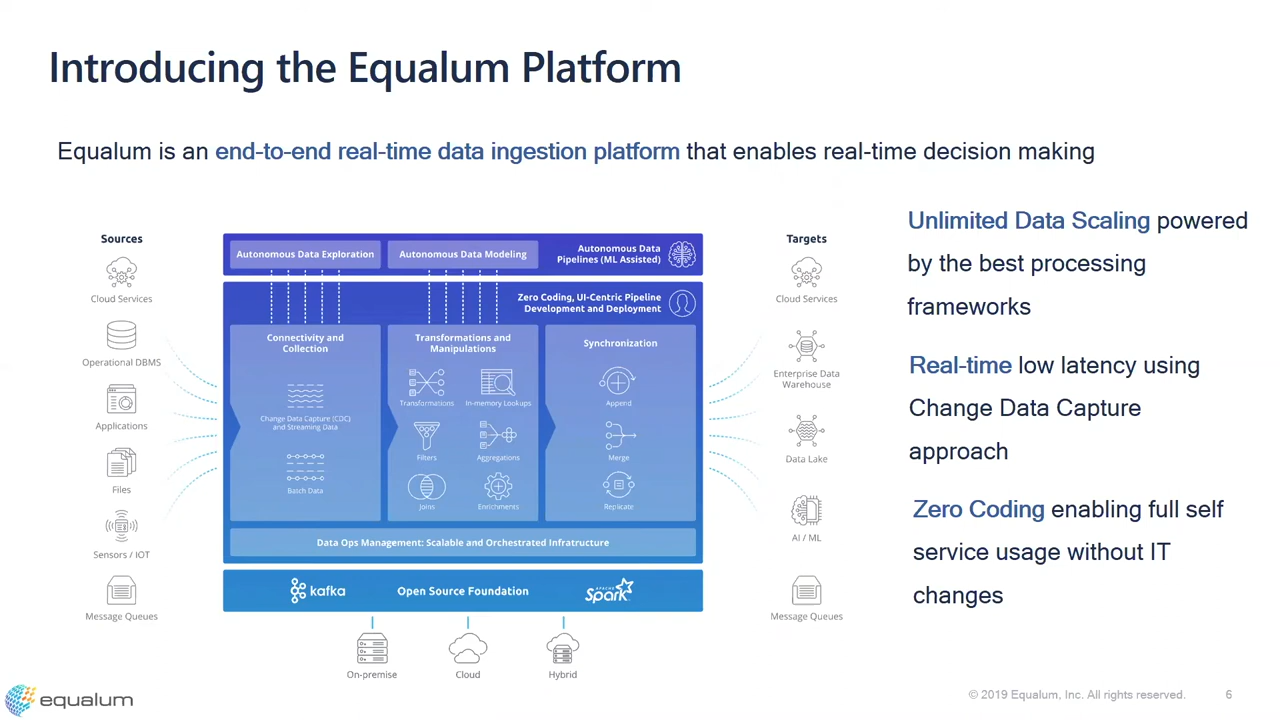 Introducing the Equalum Platform
Equalum is an end-to-end real-time data ingestion platform that enables real-time decision making
Sources
Cloud Services
Operational DBMS
Applications
Files
Sensors / IOT
Message Queues
Autonomous Data Exploration
Autonomous Data Modeling
Autonomous Data
Pipelines (ML Assisted)
Zero Coding, UI-Centric Pipeline
Development and Deployment
Connectivity and
Collection
Change Data Capture (CDC)
and Streaming Data
Batch Data
Transformations and
Manipulations
Transformations
In-memory Lookups
Filters
Aggregations
Joins
Enrichments
Synchronization
Append
Merge
Replicate
Data Ops Management: Scalable and Orchestrated Infratructure
kafka
Open Source Foundation
APACHE
Spark
On-premise
Cloud
Hybrid
Targets
Cloud Services
Enterprise Data
Warehouse
Data Lake
AI / ML
Message Queues
Unlimited Data Scaling powered
by the best processing
frameworks
Real-time low latency using
Change Data Capture
approach
Zero Coding enabling full self
service usage without IT
changes
equalum
© 2019 Equalum, Inc. All rights reserved.
6